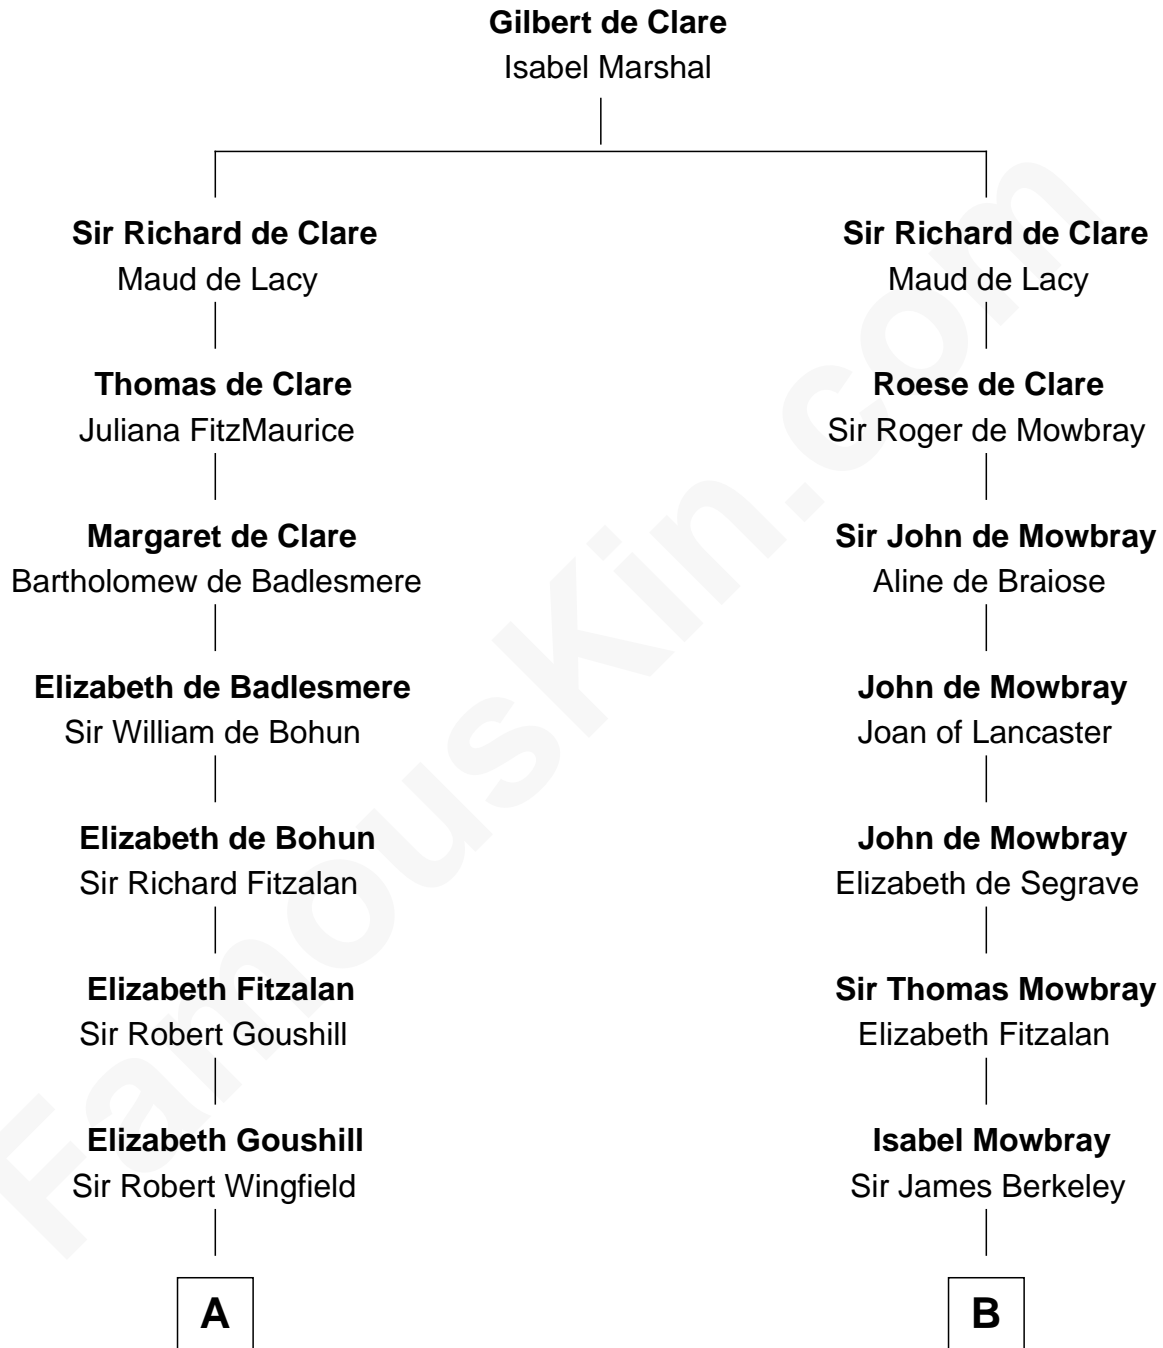 Gilbert de Clare
Isabel Marshal
Sir Richard de Clare
Maud de Lacy
Thomas de Clare
Juliana FitzMaurice
Margaret de Clare
Bartholomew de Badlesmere
Elizabeth de Badlesmere
Sir William de Bohun
Elizabeth de Bohun
Sir Richard Fitzalan
Elizabeth Fitzalan
Sir Robert Goushill
Elizabeth Goushill
Sir Robert Wingfield
A
Sir Richard de Clare
Maud de Lacy
Roese de Clare
Sir Roger de Mowbray
Sir John de Mowbray
Aline de Braiose
John de Mowbray
Joan of Lancaster
John de Mowbray
Elizabeth de Segrave
Sir Thomas Mowbray
Elizabeth Fitzalan
Isabel Mowbray
Sir James Berkeley
B
FamousKin.com